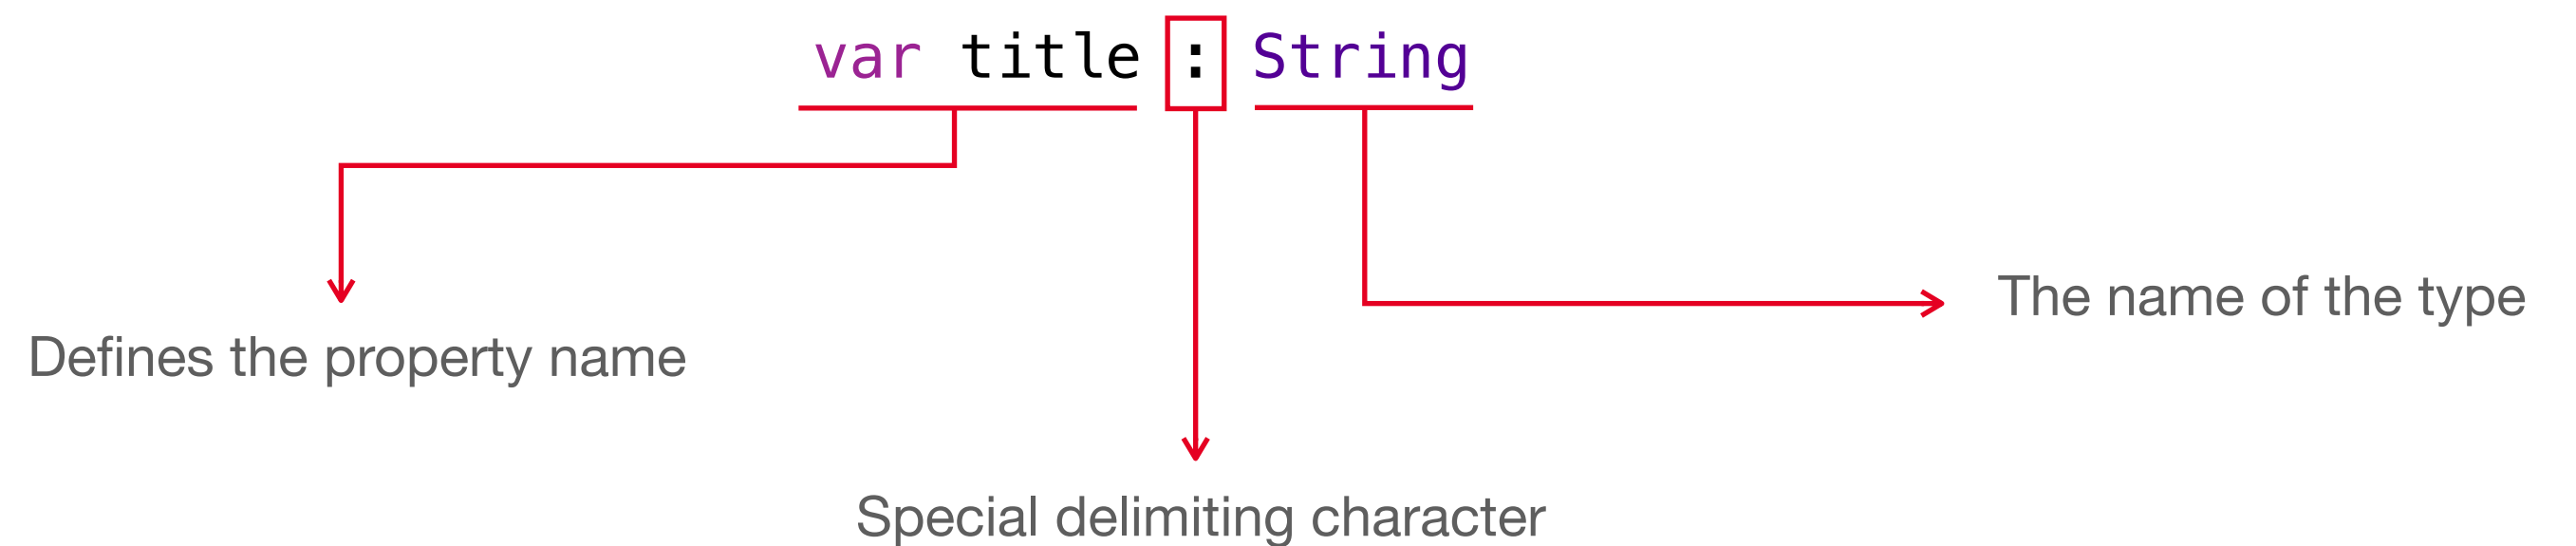 var title : String
Defines the property name
The name of the type
Special delimiting character